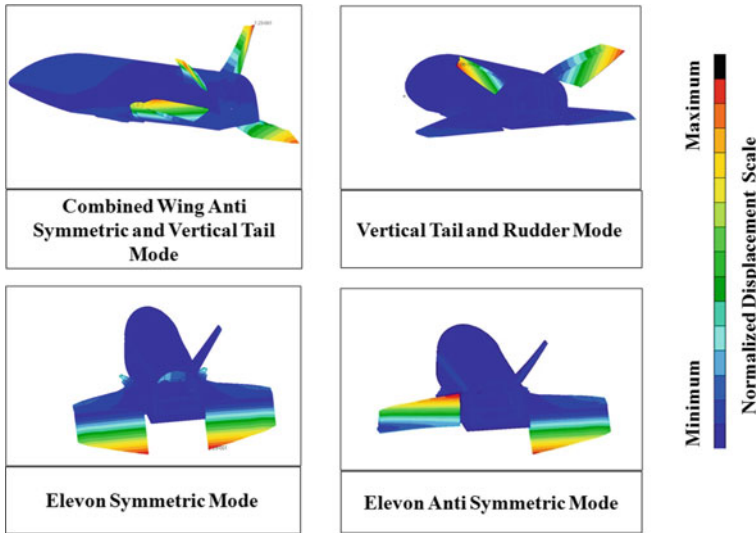 Combined Wing Anti
Symmetric and Vertical Tail
Mode
Vertical Tail and Rudder Mode
Elevon Symmetric Mode
Elevon Anti Symmetric Mode
Maximum
Minimum
Normalized Displacement Scale